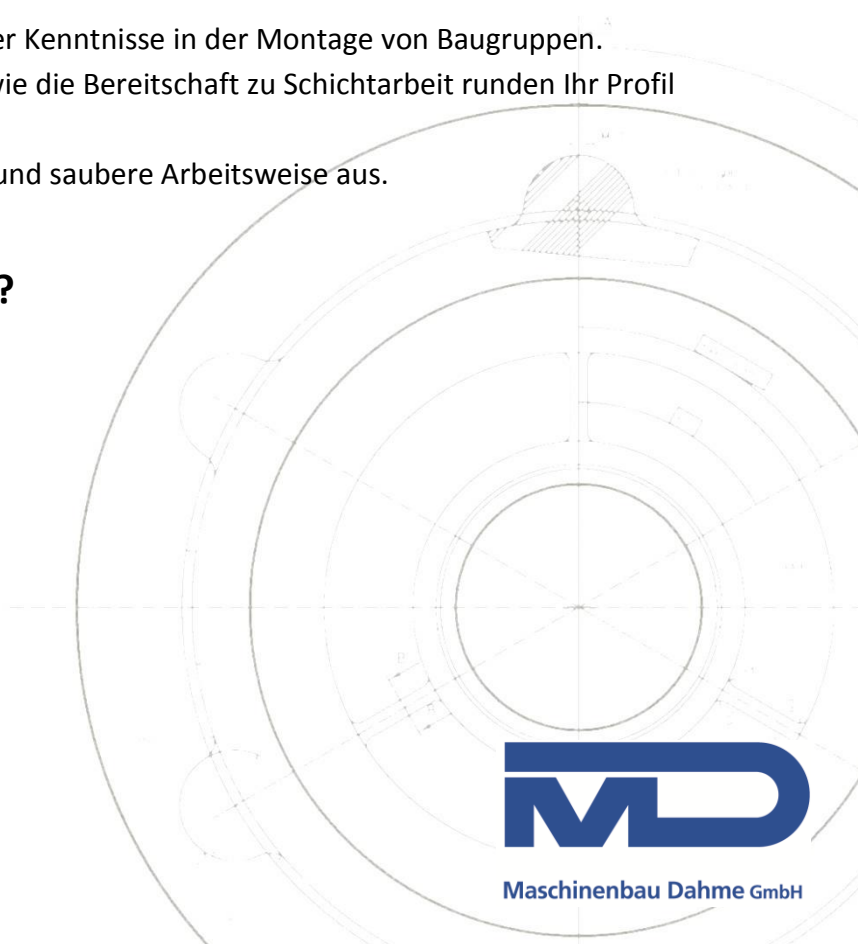 er Kenntnisse in der Montage von Baugruppen.
vie die Bereitschaft zu Schichtarbeit runden Ihr Profil
und saubere Arbeitsweise aus.
?
A
B
MD
Maschinenbau Dahme GmbH